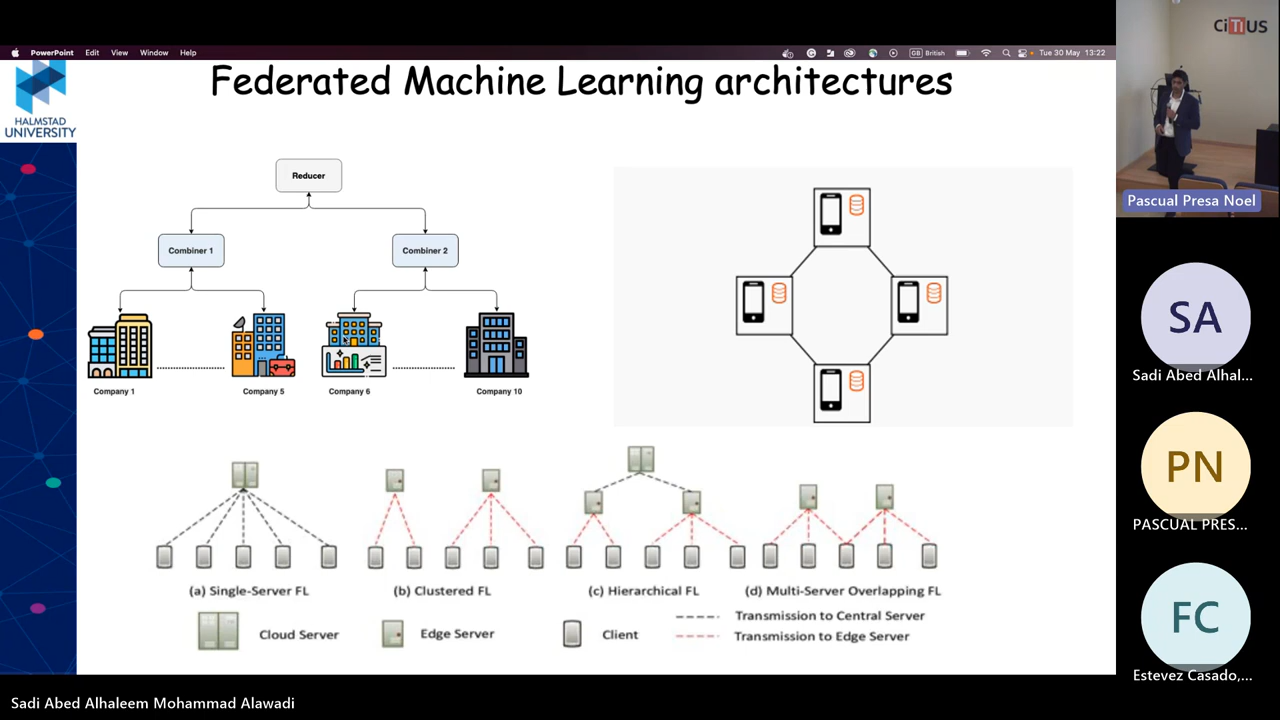 PowerPoint Edit View Window Help
GB British
Tue 30 May 13:22
CiTIUS
HALMSTAD
UNIVERSITY
Federated Machine Learning architectures
Reducer
Combiner 1
Combiner 2
Company 1
Company 5
Company 6
Company 10
(a) Single-Server FL
(b) Clustered FL
(c) Hierarchical FL
(d) Multi-Server Overlapping FL
Cloud Server
Edge Server
Client
Transmission to Central Server
Transmission to Edge Server
Pascual Presa Noel
SA
Sadi Abed Alhal...
PN
PASCUAL PRES...
FC
Estevez Casado,...
Sadi Abed Alhaleem Mohammad Alawadi